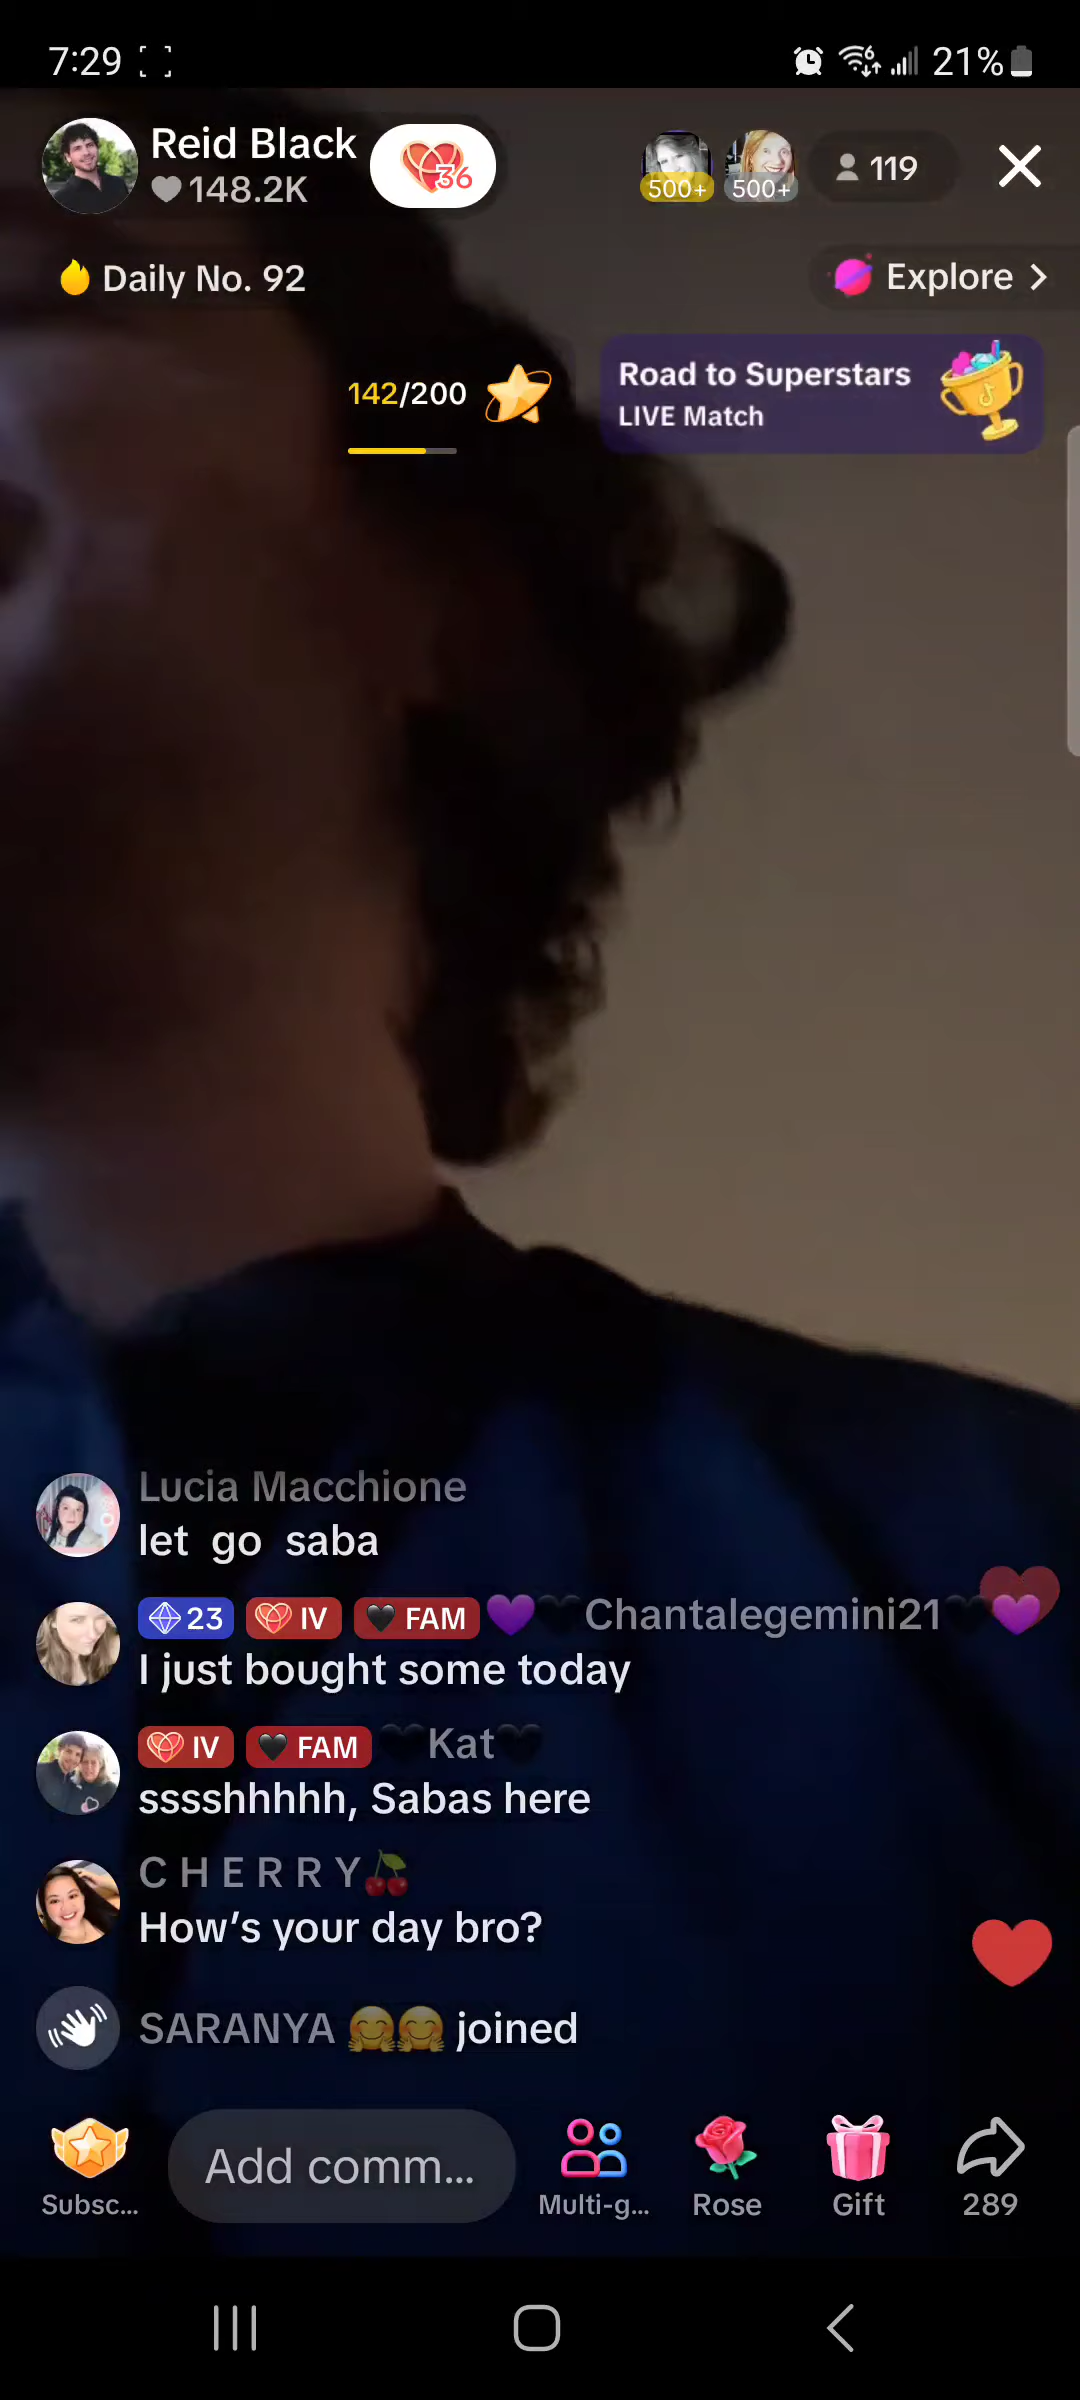 7:29 21%
Reid Black
148.2K
36
500+ 500+ 119
Daily No. 92
Explore >
142/200
Road to Superstars
LIVE Match
Lucia Macchione
let go saba
23 IV 🖤 FAM 💜🖤Chantalegemini21🖤💜
I just bought some today
IV 🖤 FAM 🖤Kat🖤
sssshhhhh, Sabas here
C H E R R Y🍒
How's your day bro?
SARANYA 🤗🤗 joined
Add comm...
Subsc... Multi-g... Rose Gift 289